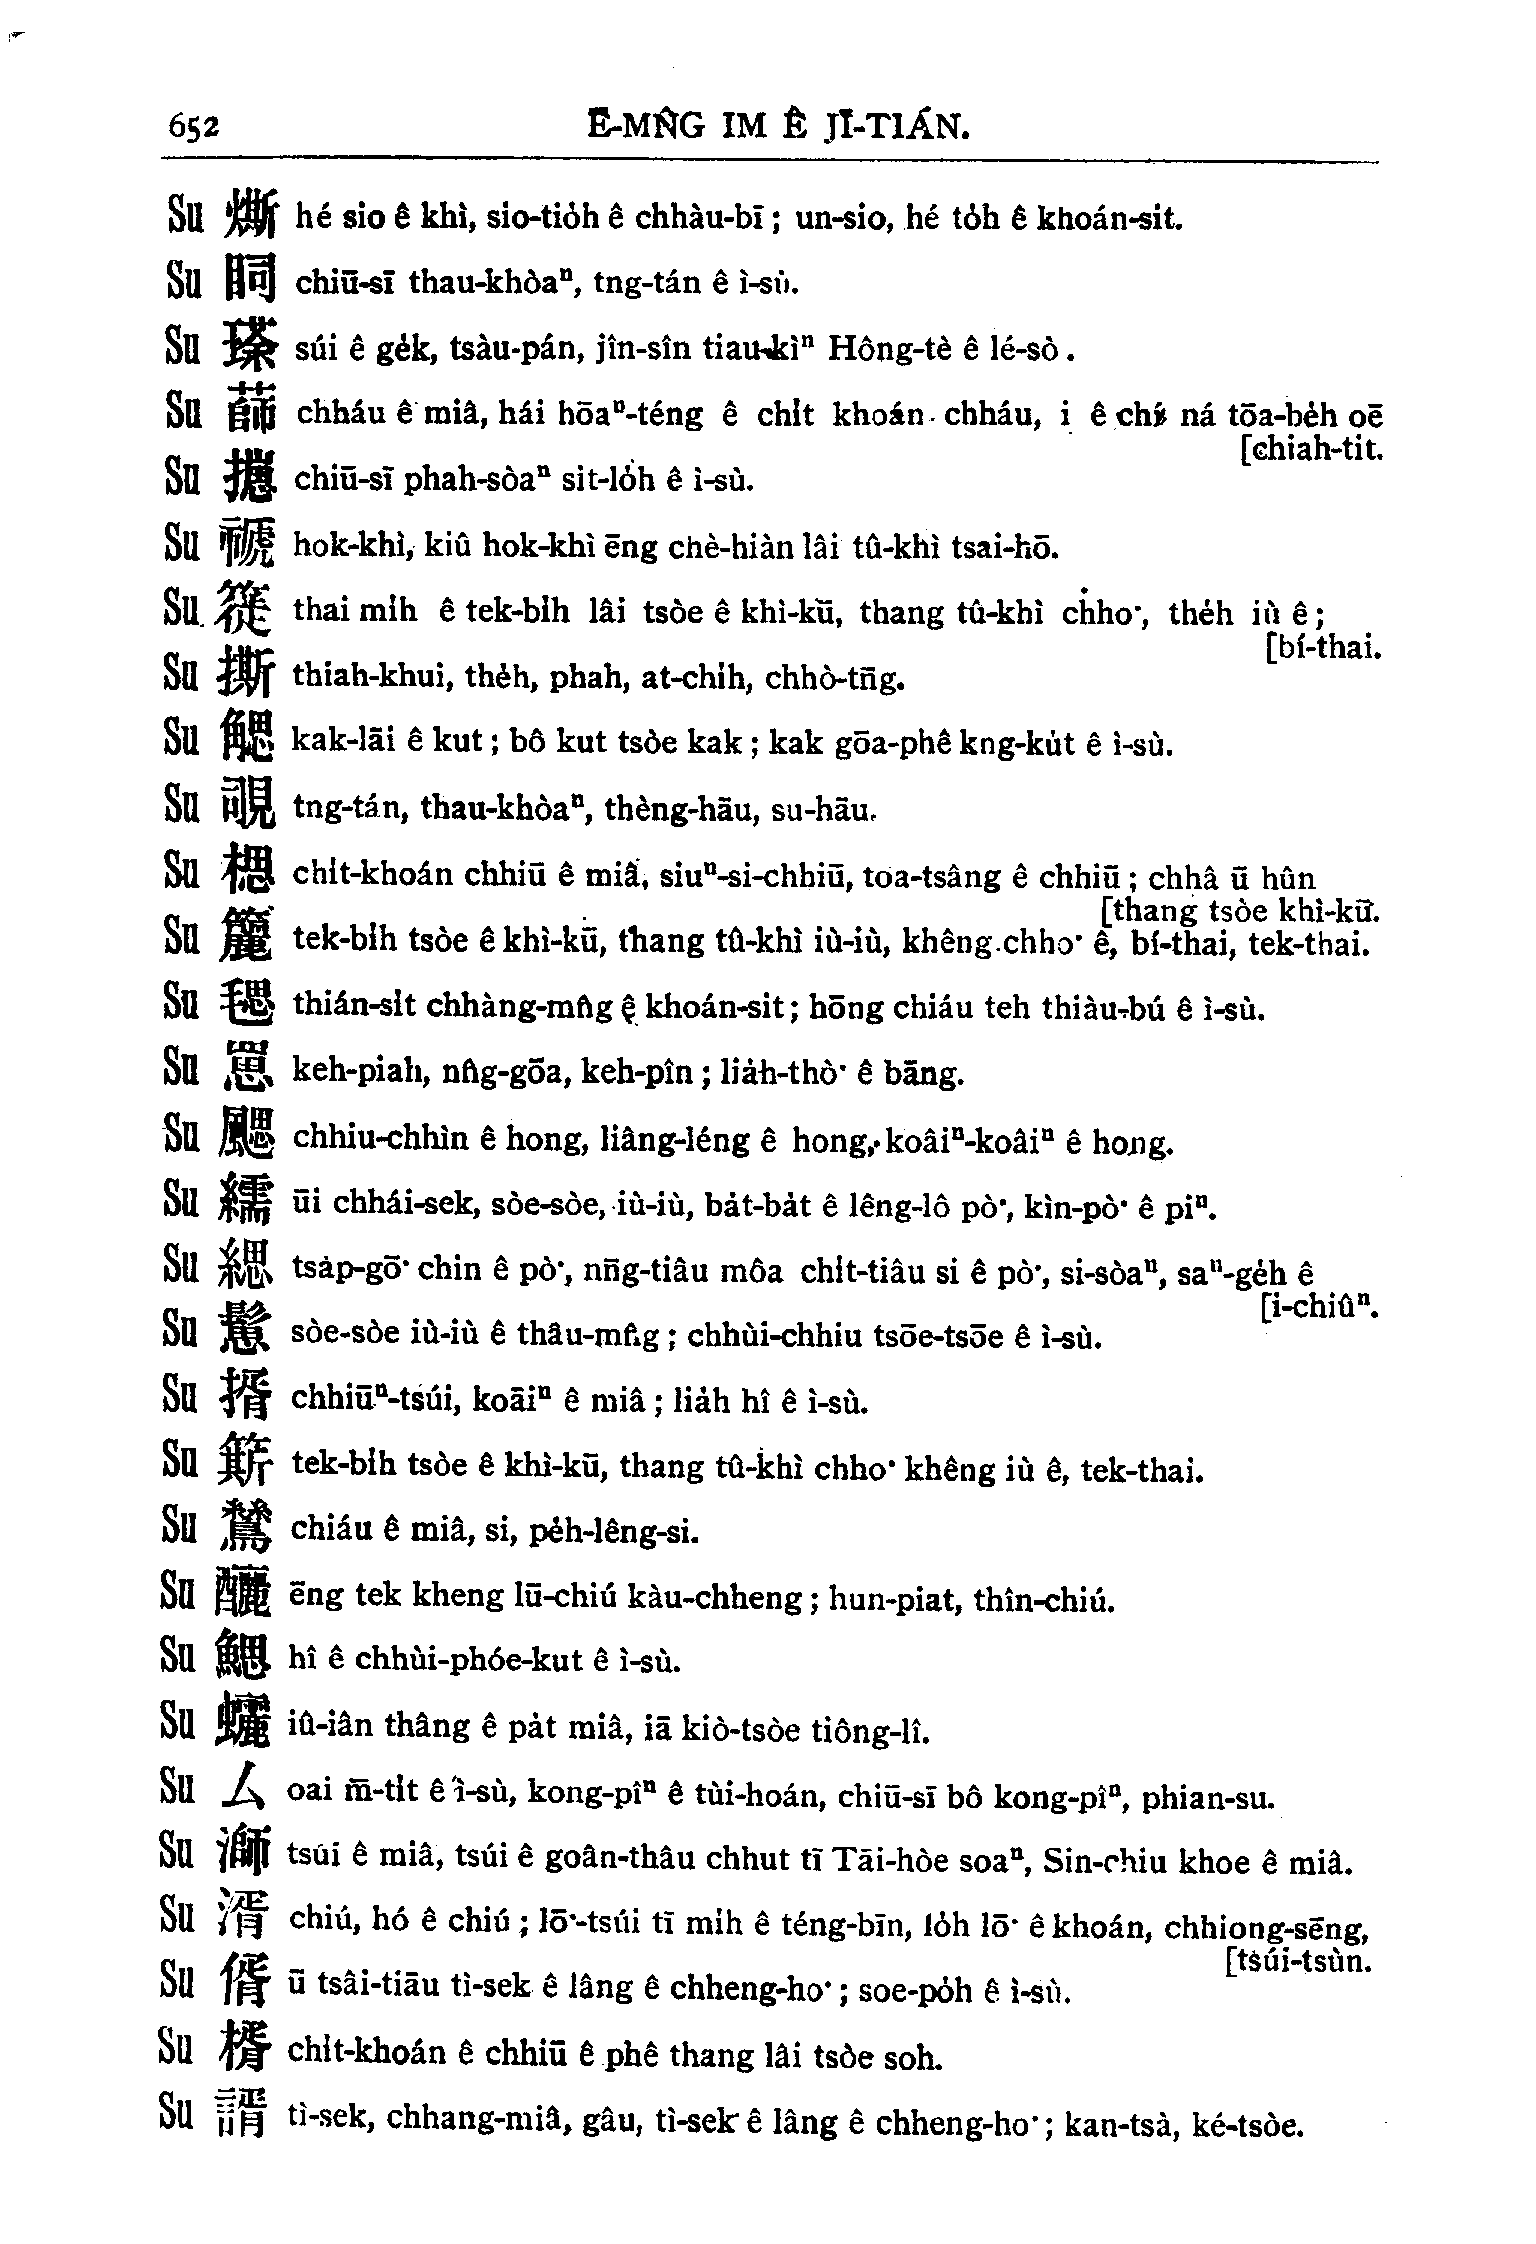 652 Ē-MN̂G IM Ê JĪ-TIÁN.
Su 燍 hé sio ê khì, sio-tio̍h ê chhàu-bī; un-sio, hé to̍h ê khoán-sit.
Su 覗 chiū-sī thau-khòaⁿ, tng-tán ê ì-sù.
Su súi ê ge̍k, tsàu-pán, jîn-sîn tiau-kìⁿ Hông-tè ê lé-sò.
Su 蒒 chháu ê miâ, hái hōaⁿ-téng ê chi̍t khoán chháu, i ê chí ná tōa-be̍h oē
[chiah-tit.
Su chiū-sī phah-sòaⁿ sit-lo̍h ê ì-sù.
Su 禠 hok-khì, kiû hok-khì ēng chè-hiàn lâi tû-khì tsai-hō.
Su 簁 thai mi̍h ê tek-bi̍h lâi tsòe ê khì-kū, thang tû-khì chho͘, the̍h iù ê;
[bí-thai.
Su 撕 thiah-khui, the̍h, phah, at-chi̍h, chhò-tn̄g.
Su 䚡 kak-lāi ê kut; bô kut tsòe kak; kak gōa-phê kng-ku̍t ê ì-sù.
Su 覗 tng-tán, thau-khòaⁿ, thèng-hāu, su-hāu.
Su 楒 chi̍t-khoán chhiū ê miâ, siuⁿ-si-chhiū, toa-tsâng ê chhiū; chhâ ū hûn
[thang tsòe khì-kū.
Su 籭 tek-bi̍h tsòe ê khì-kū, thang tû-khì iù-iù, khêng chho͘ ê, bí-thai, tek-thai.
Su 毸 thián-si̍t chhàng-mn̂g ê khoán-sit; hōng chiáu teh thiàu-bú ê ì-sù.
Su 罳 keh-piah, nn̂g-gōa, keh-pîn; lia̍h-thò͘ ê bāng.
Su 颸 chhiu-chhìn ê hong, liâng-léng ê hong, koâiⁿ-koâiⁿ ê hong.
Su 繻 ūi chhái-sek, sòe-sòe, iù-iù, ba̍t-ba̍t ê lêng-lô pò͘, kìn-pò͘ ê piⁿ.
Su 緦 tsa̍p-gō͘ chin ê pò͘, nn̄g-tiâu môa chi̍t-tiâu si ê pò͘, si-sòaⁿ, saⁿ-ge̍h ê
[i-chiûⁿ.
Su 鬛 sòe-sòe iù-iù ê thâu-mn̂g; chhùi-chhiu tsōe-tsōe ê ì-sù.
Su 揟 chhiūⁿ-tsúi, koāiⁿ ê miâ; lia̍h hî ê ì-sù.
Su 簛 tek-bi̍h tsòe ê khì-kū, thang tû-khì chho͘ khêng iù ê, tek-thai.
Su 鷥 chiáu ê miâ, si, pe̍h-lêng-si.
Su 釃 ēng tek kheng lū-chiú kàu-chheng; hun-piat, thîn-chiú.
Su 鰓 hî ê chhùi-phóe-kut ê ì-sù.
Su iû-iân thâng ê pa̍t miâ, iā kiò-tsòe tiông-lî.
Su 厶 oai m̄-ti̍t ê ì-sù, kong-pîⁿ ê tùi-hoán, chiū-sī bô kong-pîⁿ, phian-su.
Su 溮 tsúi ê miâ, tsúi ê goân-thâu chhut tī Tāi-hòe soaⁿ, Sin-chiu khoe ê miâ.
Su 湑 chiú, hó ê chiú; lō͘-tsúi tī mi̍h ê téng-bīn, lo̍h lō͘ ê khoán, chhiong-sēng,
[tsúi-tsùn.
Su 偦 ū tsâi-tiāu tì-sek ê lâng ê chheng-ho͘; soe-po̍h ê ì-sù.
Su 楈 chi̍t-khoán ê chhiū ê phê thang lâi tsòe soh.
Su 諝 tì-sek, chhang-miâ, gâu, tì-sek ê lâng ê chheng-ho͘; kan-tsà, ké-tsòe.